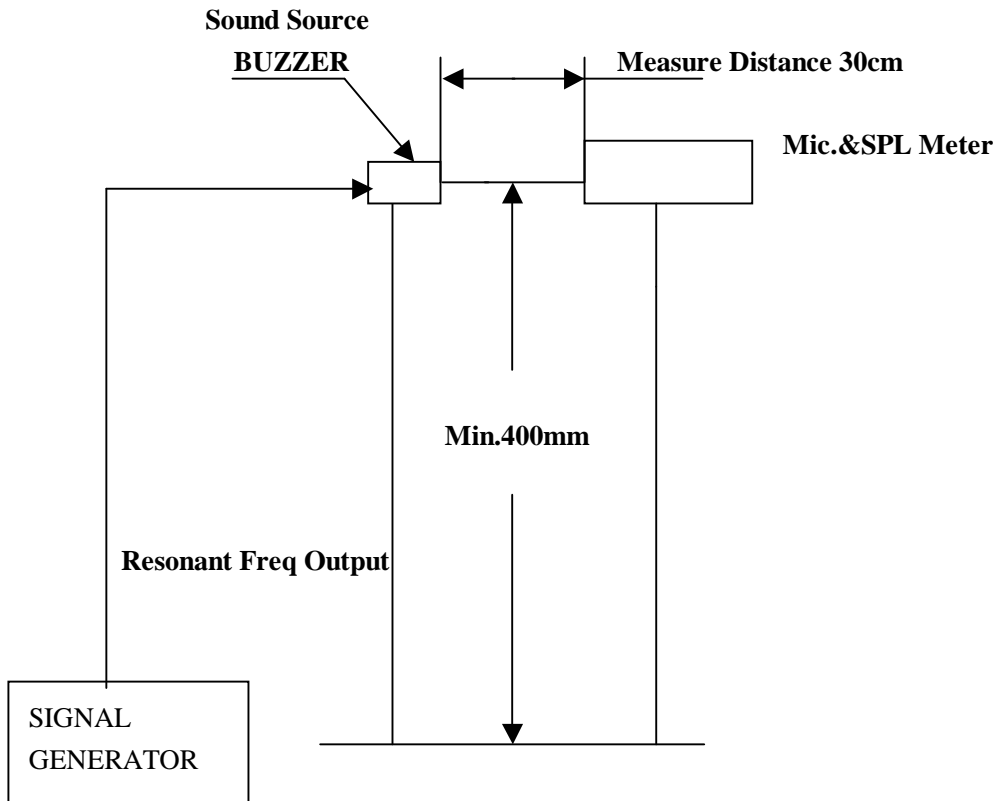 Sound Source
BUZZER
Measure Distance 30cm
Mic.&SPL Meter
Min.400mm
Resonant Freq Output
SIGNAL
GENERATOR